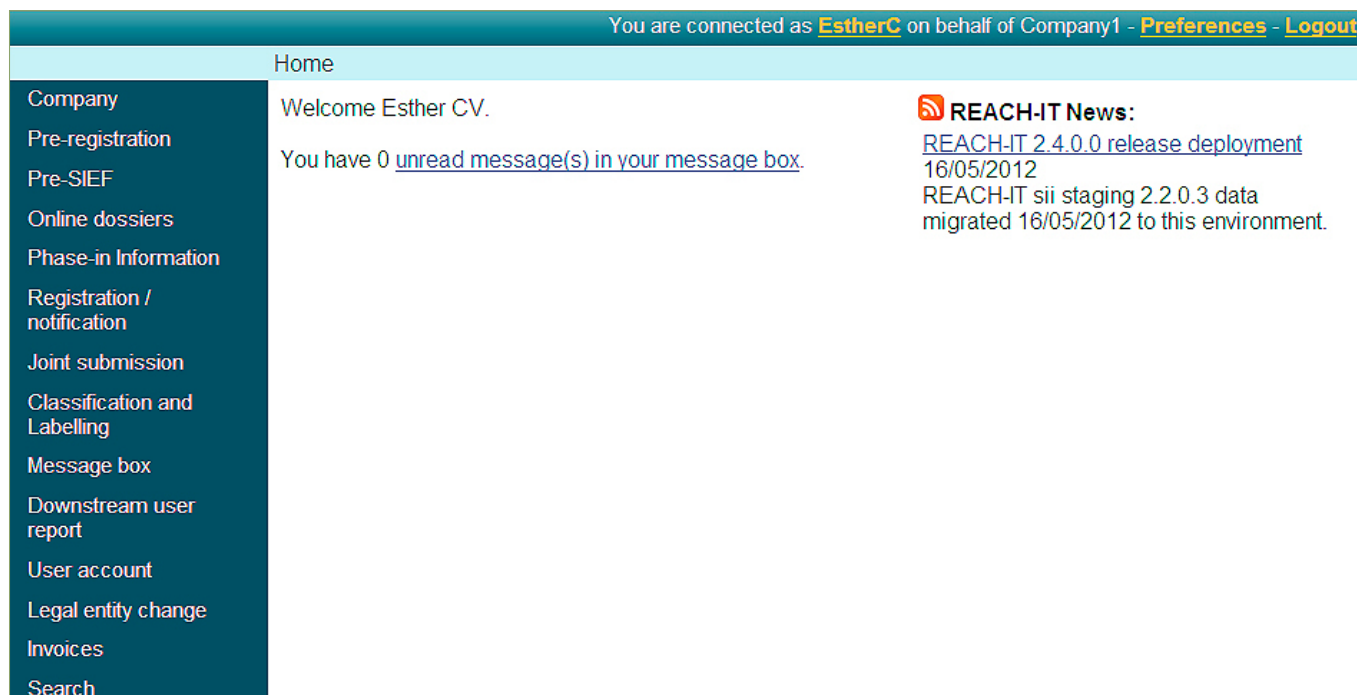 You are connected as EstherC on behalf of Company1 - Preferences - Logout
Home
Company
Pre-registration
Pre-SIEF
Online dossiers
Phase-in Information
Registration /
notification
Joint submission
Classification and
Labelling
Message box
Downstream user
report
User account
Legal entity change
Invoices
Search
Welcome Esther CV.
You have 0 unread message(s) in your message box.
REACH-IT News:
REACH-IT 2.4.0.0 release deployment
16/05/2012
REACH-IT sii staging 2.2.0.3 data
migrated 16/05/2012 to this environment.